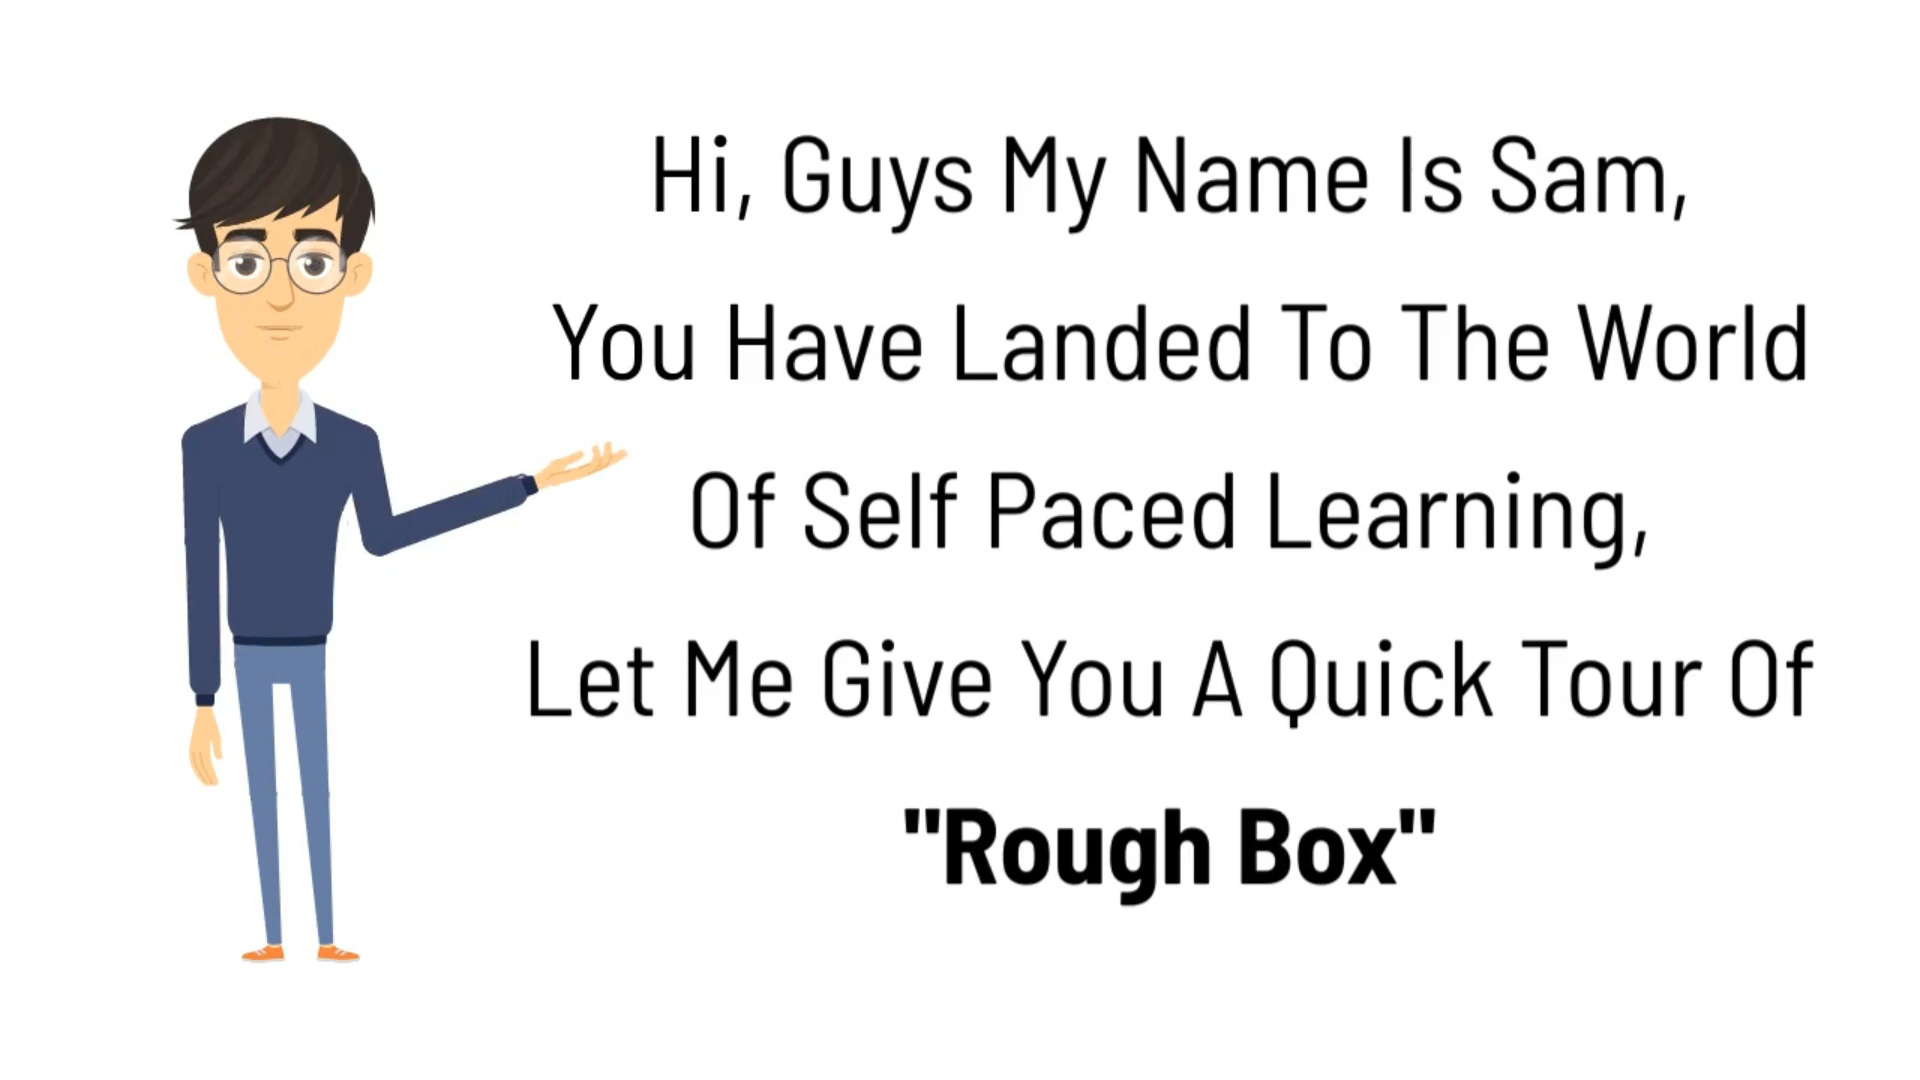 Hi, Guys My Name Is Sam,
You Have Landed To The World
Of Self Paced Learning,
Let Me Give You A Quick Tour Of
"Rough Box"